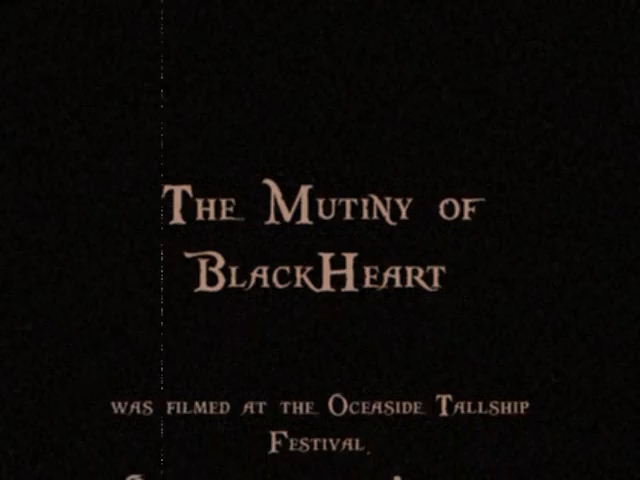 The Mutiny of
BlackHeart
was filmed at the Oceaside Tallship
Festival.